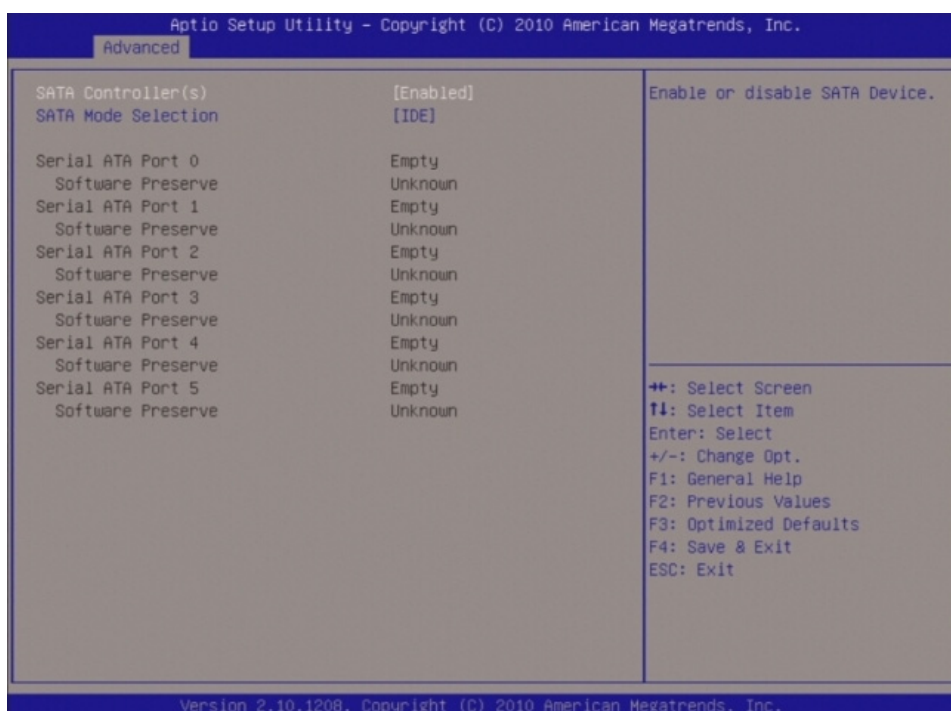 Aptio Setup Utility – Copyright (C) 2010 American Megatrends, Inc.
Advanced
SATA Controller(s) [Enabled]
SATA Mode Selection [IDE]
Serial ATA Port 0 Empty
Software Preserve Unknown
Serial ATA Port 1 Empty
Software Preserve Unknown
Serial ATA Port 2 Empty
Software Preserve Unknown
Serial ATA Port 3 Empty
Software Preserve Unknown
Serial ATA Port 4 Empty
Software Preserve Unknown
Serial ATA Port 5 Empty
Software Preserve Unknown
Enable or disable SATA Device.
→←: Select Screen
↑↓: Select Item
Enter: Select
+/-: Change Opt.
F1: General Help
F2: Previous Values
F3: Optimized Defaults
F4: Save & Exit
ESC: Exit
Version 2.10.1208. Copyright (C) 2010 American Megatrends, Inc.